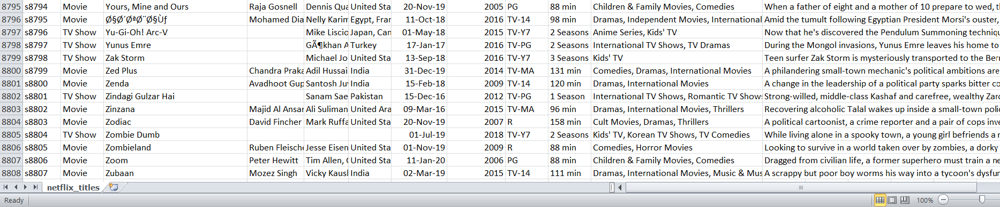 8795 s8794 Movie Yours, Mine and Ours Raja Gosnell Dennis Qua United Sta 20-Nov-19 2005 PG 88 min Children & Family Movies, Comedies When a father of eight and a mother of 10 prepare to wed, t
8796 s8795 Movie Ø§Ø´ØªØ¨Ø§Ùƒ Mohamed Dia Nelly Karim Egypt, Fran 11-Oct-18 2016 TV-14 98 min Dramas, Independent Movies, International Amid the tumult following Egyptian President Morsi's ouster,
8797 s8796 TV Show Yu-Gi-Oh! Arc-V Mike Liscio Japan, Can 01-May-18 2015 TV-Y7 2 Seasons Anime Series, Kids' TV Now that he's discovered the Pendulum Summoning techniqu
8798 s8797 TV Show Yunus Emre GÃ¶khan A Turkey 17-Jan-17 2016 TV-PG 2 Seasons International TV Shows, TV Dramas During the Mongol invasions, Yunus Emre leaves his home to
8799 s8798 TV Show Zak Storm Michael Jo United Sta 13-Sep-18 2016 TV-Y7 3 Seasons Kids' TV Teen surfer Zak Storm is mysteriously transported to the Ber
8800 s8799 Movie Zed Plus Chandra Praka Adil Hussai India 31-Dec-19 2014 TV-MA 131 min Comedies, Dramas, International Movies A philandering small-town mechanic's political ambitions are
8801 s8800 Movie Zenda Avadhoot Gup Santosh Juv India 15-Feb-18 2009 TV-14 120 min Dramas, International Movies A change in the leadership of a political party sparks bitter co
8802 s8801 TV Show Zindagi Gulzar Hai Sanam Sae Pakistan 15-Dec-16 2012 TV-PG 1 Season International TV Shows, Romantic TV Shows Strong-willed, middle-class Kashaf and carefree, wealthy Zaro
8803 s8802 Movie Zinzana Majid Al Ansar Ali Suliman United Ara 09-Mar-16 2015 TV-MA 96 min Dramas, International Movies, Thrillers Recovering alcoholic Talal wakes up inside a small-town polic
8804 s8803 Movie Zodiac David Fincher Mark Ruffa United Sta 20-Nov-19 2007 R 158 min Cult Movies, Dramas, Thrillers A political cartoonist, a crime reporter and a pair of cops inve
8805 s8804 TV Show Zombie Dumb 01-Jul-19 2018 TV-Y7 2 Seasons Kids' TV, Korean TV Shows, TV Comedies While living alone in a spooky town, a young girl befriends a
8806 s8805 Movie Zombieland Ruben Fleische Jesse Eisen United Sta 01-Nov-19 2009 R 88 min Comedies, Horror Movies Looking to survive in a world taken over by zombies, a dorky
8807 s8806 Movie Zoom Peter Hewitt Tim Allen, United Sta 11-Jan-20 2006 PG 88 min Children & Family Movies, Comedies Dragged from civilian life, a former superhero must train a ne
8808 s8807 Movie Zubaan Mozez Singh Vicky Kaush India 02-Mar-19 2015 TV-14 111 min Dramas, International Movies, Music & Mus A scrappy but poor boy worms his way into a tycoon's dysfun
netflix_titles
Ready 100%